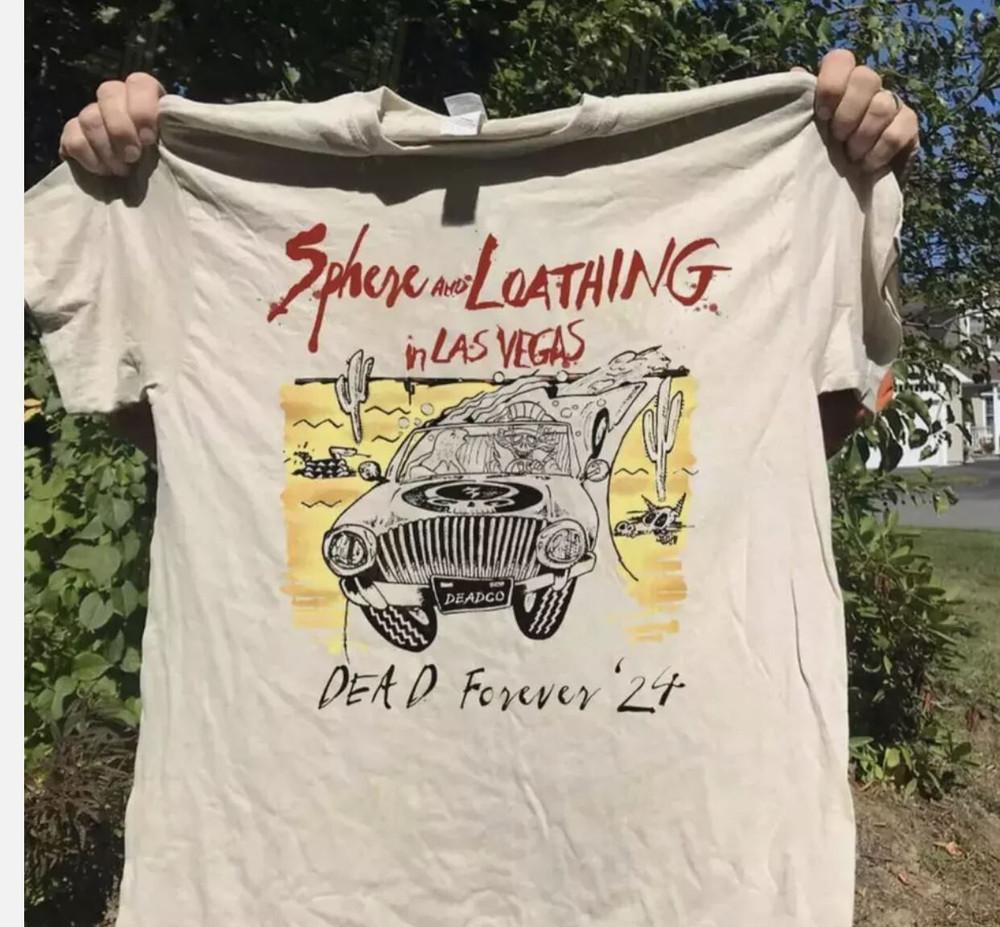 Sphere AND LOATHING
in LAS VEGAS
DEADCO
DEAD Forever '24